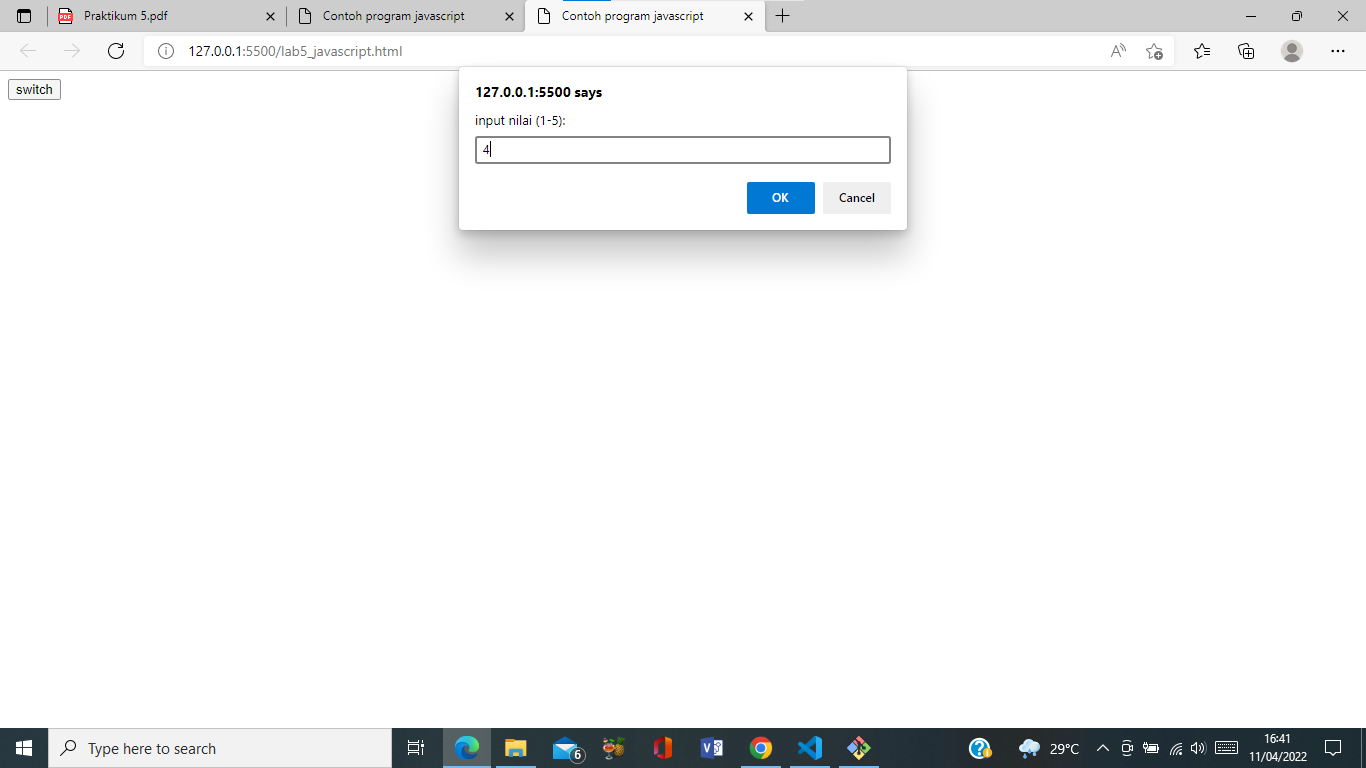 Praktikum 5.pdf
Contoh program javascript
Contoh program javascript
127.0.0.1:5500/lab5_javascript.html
switch
127.0.0.1:5500 says
input nilai (1-5):
4
OK
Cancel
Type here to search
6
29°C
16:41
11/04/2022